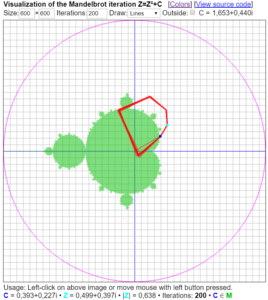 Visualization of the Mandelbrot iteration Z=Z²+C [Colors] [View source code]
Size: 600 × 600 Iterations: 200 Draw: Lines Outside: C = 1,653+0,440i
Usage: Left-click on above image or move mouse with left button pressed.
C = 0,393+0,227i • Z = 0,499+0,397i • |Z| = 0,638 • Iterations: 200 • C ∈ M